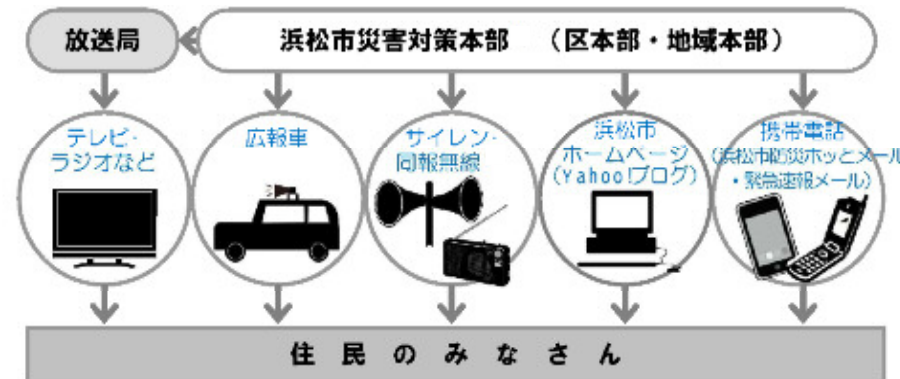 放送局
浜松市災害対策本部 (区本部・地域本部)
テレビ・
ラジオなど
広報車
サイレン・
同報無線
浜松市
ホームページ
(Yahoo!ブログ)
携帯電話
(浜松市防災ホッとメール
・緊急速報メール)
住民のみなさん